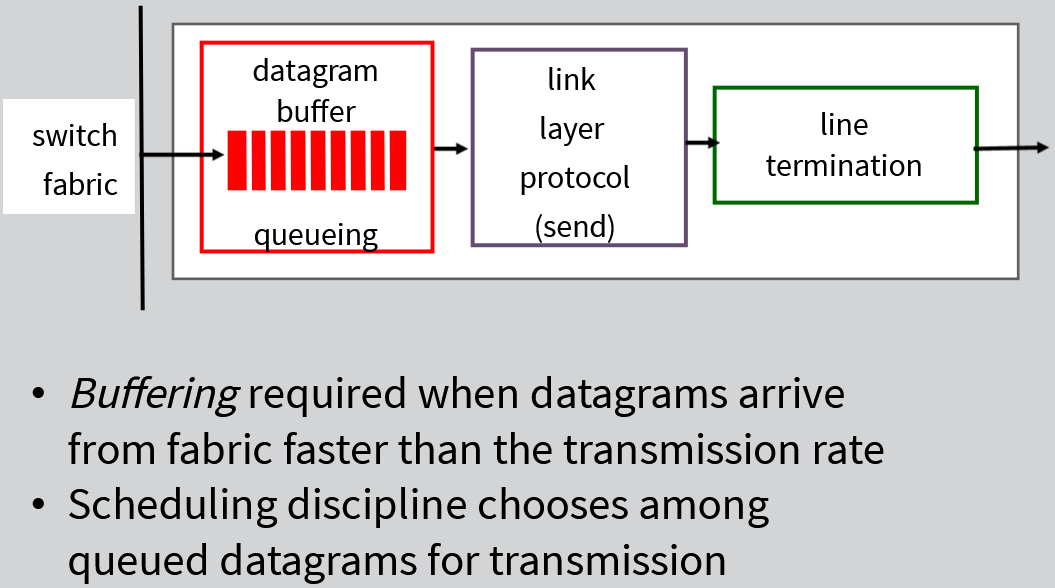 switch
fabric
datagram
buffer
queueing
link
layer
protocol
(send)
line
termination
• Buffering required when datagrams arrive
from fabric faster than the transmission rate
• Scheduling discipline chooses among
queued datagrams for transmission